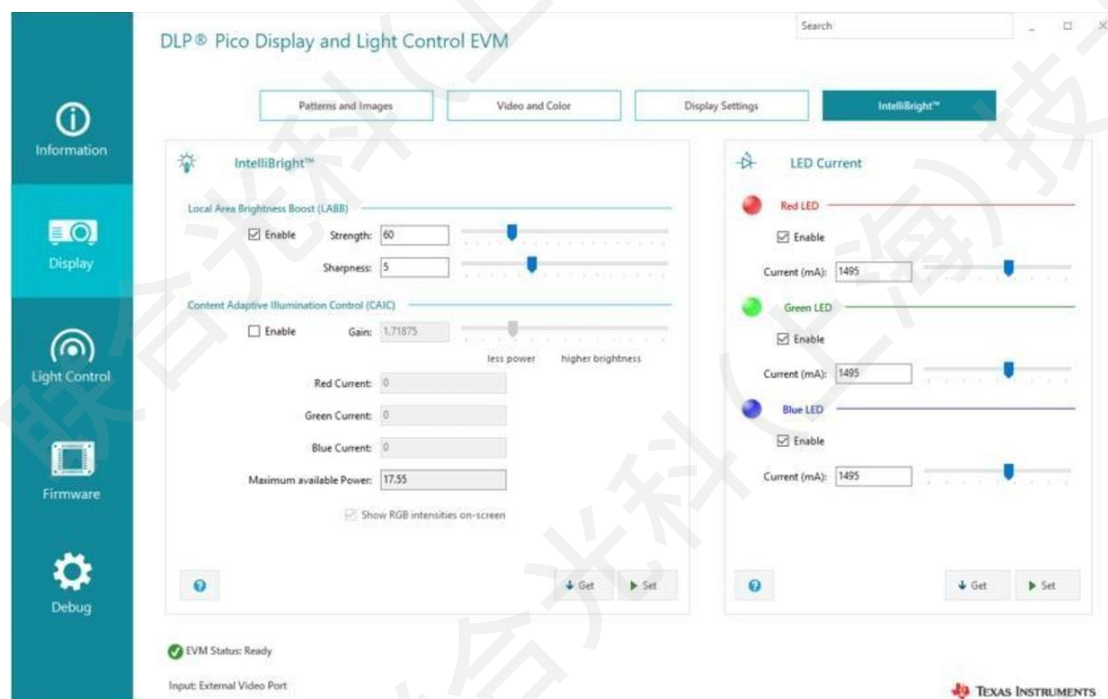 DLP® Pico Display and Light Control EVM
Search
Patterns and Images
Video and Color
Display Settings
IntelliBright™
Information
Display
Light Control
Firmware
Debug
IntelliBright™
Local Area Brightness Boost (LABB)
Enable Strength: 60
Sharpness: 5
Content Adaptive Illumination Control (CAIC)
Enable Gain: 1.71875
less power higher brightness
Red Current: 0
Green Current: 0
Blue Current: 0
Maximum available Power: 17.55
Show RGB intensities on-screen
Get Set
LED Current
Red LED
Enable
Current (mA): 1495
Green LED
Enable
Current (mA): 1495
Blue LED
Enable
Current (mA): 1495
Get Set
EVM Status: Ready
Input: External Video Port
TEXAS INSTRUMENTS